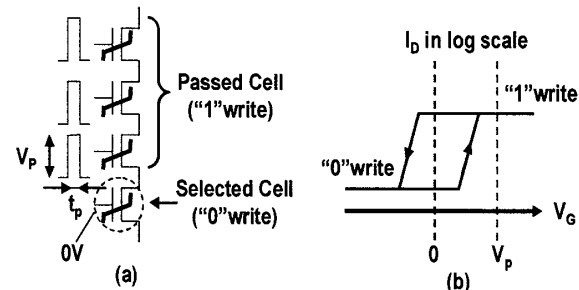 (a)
Passed Cell
("1"write)
V_P
t_p
Selected Cell
("0"write)
0V
(a)
I_D in log scale
"1"write
"0"write
V_G
0
V_p
(b)